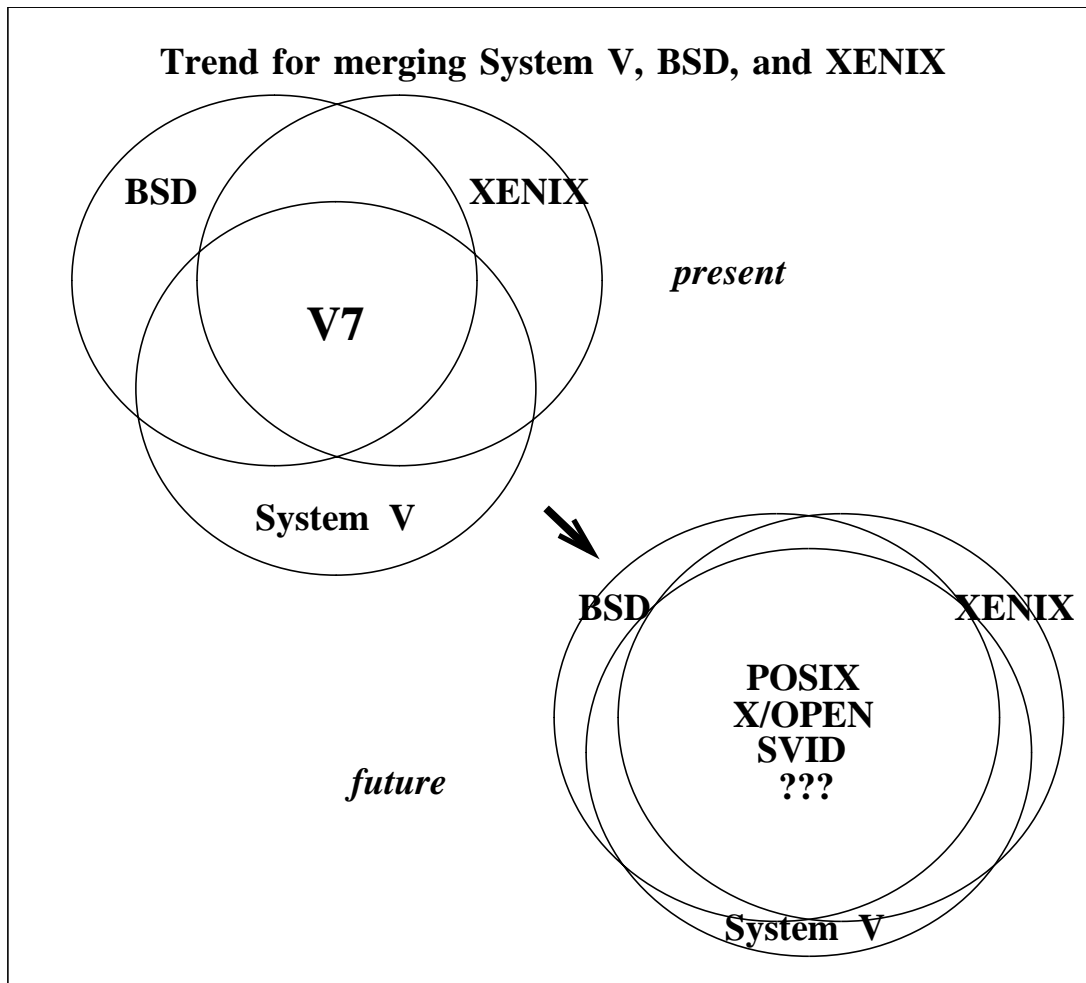 Trend for merging System V, BSD, and XENIX
BSD
XENIX
present
V7
System V
BSD
XENIX
POSIX
X/OPEN
SVID
???
future
System V